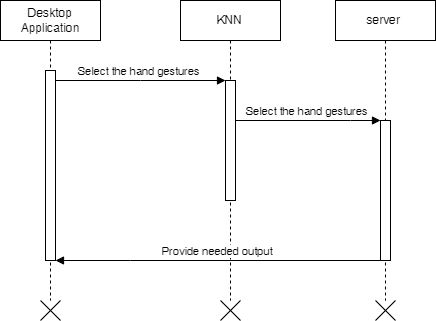 Desktop
Application
KNN
server
Select the hand gestures
Select the hand gestures
Provide needed output